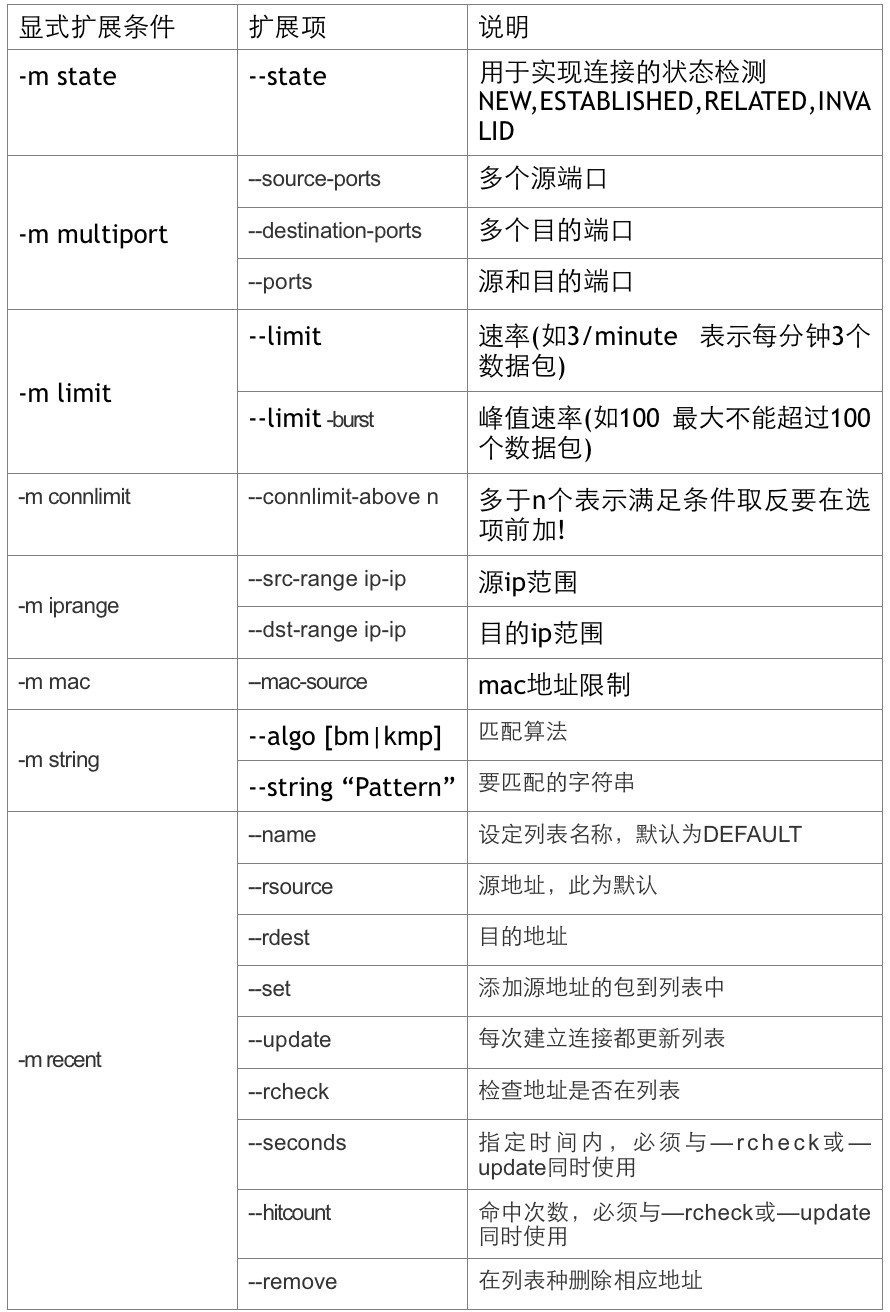 显式扩展条件 扩展项 说明
-m state --state 用于实现连接的状态检测
NEW,ESTABLISHED,RELATED,INVA
LID
-m multiport
--source-ports 多个源端口
--destination-ports 多个目的端口
--ports 源和目的端口
-m limit
--limit 速率(如3/minute 表示每分钟3个
数据包)
--limit -burst 峰值速率(如100 最大不能超过100
个数据包)
-m connlimit --connlimit-above n 多于n个表示满足条件取反要在选
项前加!
-m iprange
--src-range ip-ip 源ip范围
--dst-range ip-ip 目的ip范围
-m mac --mac-source mac地址限制
-m string
--algo [bm|kmp] 匹配算法
--string “Pattern” 要匹配的字符串
-m recent
--name 设定列表名称，默认为DEFAULT
--rsource 源地址，此为默认
--rdest 目的地址
--set 添加源地址的包到列表中
--update 每次建立连接都更新列表
--rcheck 检查地址是否在列表
--seconds 指定时间内，必须与—rcheck或—
update同时使用
--hitcount 命中次数，必须与—rcheck或—update
同时使用
--remove 在列表种删除相应地址